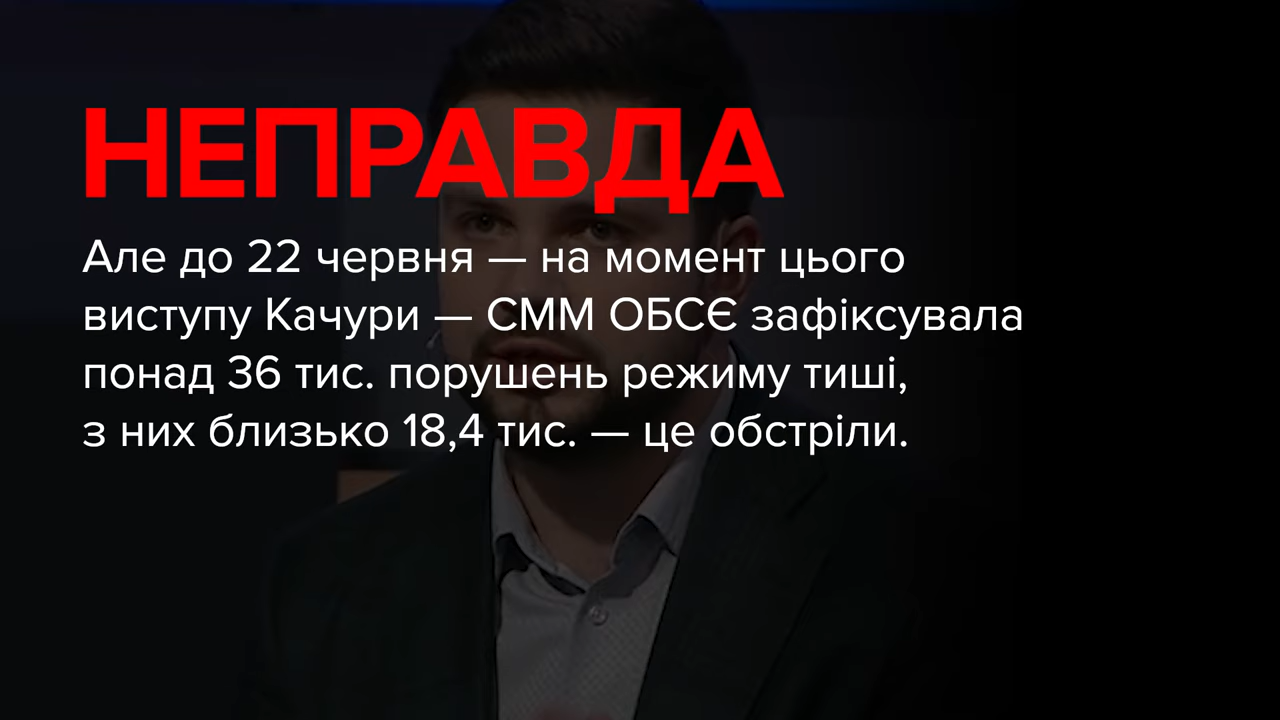 НЕПРАВДА
Але до 22 червня — на момент цього
виступу Качури — СММ ОБСЄ зафіксувала
понад 36 тис. порушень режиму тиші,
з них близько 18,4 тис. — це обстріли.